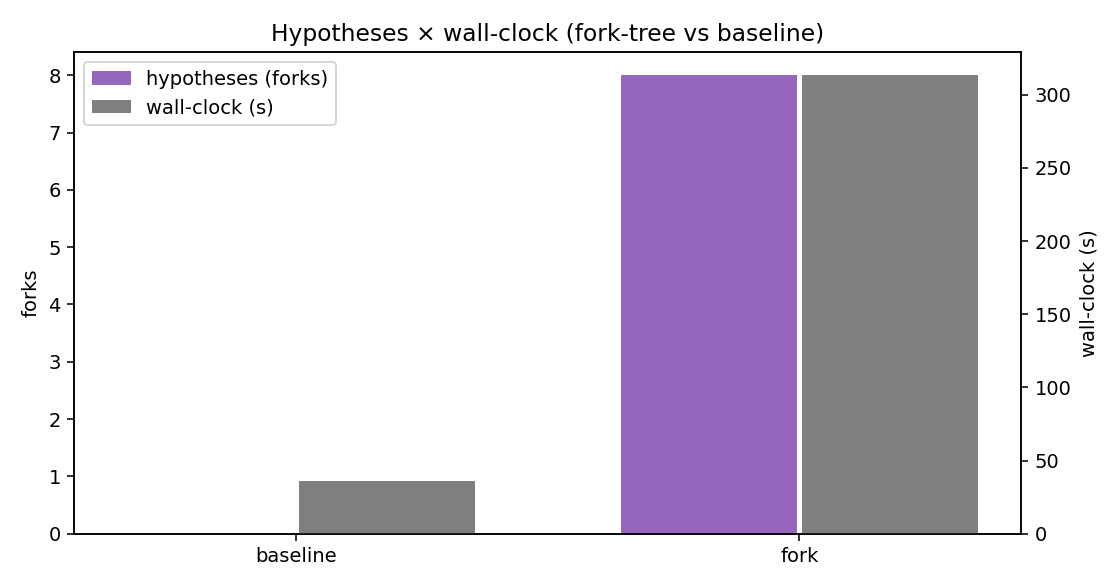 Hypotheses × wall-clock (fork-tree vs baseline)
hypotheses (forks)
wall-clock (s)
8
7
6
5
4
3
2
1
0
forks
300
250
200
150
100
50
0
wall-clock (s)
baseline fork